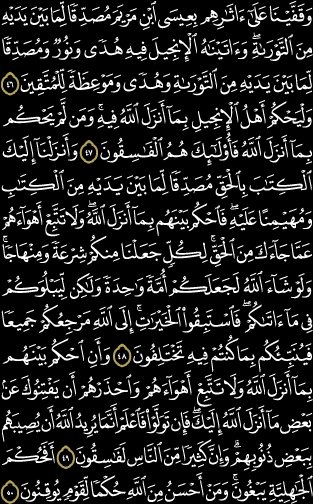 وَقَفَّيْنَا عَلَىٰٓ ءَاثَٰرِهِم بِعِيسَى ٱبْنِ مَرْيَمَ مُصَدِّقًا لِّمَا بَيْنَ يَدَيْهِ
مِنَ ٱلتَّوْرَىٰةِ ۖ وَءَاتَيْنَٰهُ ٱلْإِنجِيلَ فِيهِ هُدًى وَنُورٌ وَمُصَدِّقًا
لِّمَا بَيْنَ يَدَيْهِ مِنَ ٱلتَّوْرَىٰةِ وَهُدًى وَمَوْعِظَةً لِّلْمُتَّقِينَ ٤٦
وَلْيَحْكُمْ أَهْلُ ٱلْإِنجِيلِ بِمَآ أَنزَلَ ٱللَّهُ فِيهِ ۚ وَمَن لَّمْ يَحْكُم
بِمَآ أَنزَلَ ٱللَّهُ فَأُو۟لَٰٓئِكَ هُمُ ٱلْفَٰسِقُونَ ٤٧ وَأَنزَلْنَآ إِلَيْكَ
ٱلْكِتَٰبَ بِٱلْحَقِّ مُصَدِّقًا لِّمَا بَيْنَ يَدَيْهِ مِنَ ٱلْكِتَٰبِ
وَمُهَيْمِنًا عَلَيْهِ ۖ فَٱحْكُم بَيْنَهُم بِمَآ أَنزَلَ ٱللَّهُ ۖ وَلَا تَتَّبِعْ أَهْوَآءَهُمْ
عَمَّا جَآءَكَ مِنَ ٱلْحَقِّ ۚ لِكُلٍّ جَعَلْنَا مِنكُمْ شِرْعَةً وَمِنْهَاجًا ۚ
وَلَوْ شَآءَ ٱللَّهُ لَجَعَلَكُمْ أُمَّةً وَٰحِدَةً وَلَٰكِن لِّيَبْلُوَكُمْ
فِى مَآ ءَاتَىٰكُمْ ۖ فَٱسْتَبِقُوا۟ ٱلْخَيْرَٰتِ ۚ إِلَى ٱللَّهِ مَرْجِعُكُمْ جَمِيعًا
فَيُنَبِّئُكُم بِمَا كُنتُمْ فِيهِ تَخْتَلِفُونَ ٤٨ وَأَنِ ٱحْكُم بَيْنَهُم
بِمَآ أَنزَلَ ٱللَّهُ وَلَا تَتَّبِعْ أَهْوَآءَهُمْ وَٱحْذَرْهُمْ أَن يَفْتِنُوكَ عَنۢ
بَعْضِ مَآ أَنزَلَ ٱللَّهُ إِلَيْكَ ۖ فَإِن تَوَلَّوْا۟ فَٱعْلَمْ أَنَّمَا يُرِيدُ ٱللَّهُ أَن يُصِيبَهُم
بِبَعْضِ ذُنُوبِهِمْ ۗ وَإِنَّ كَثِيرًا مِّنَ ٱلنَّاسِ لَفَٰسِقُونَ ٤٩ أَفَحُكْمَ
ٱلْجَٰهِلِيَّةِ يَبْغُونَ ۚ وَمَنْ أَحْسَنُ مِنَ ٱللَّهِ حُكْمًا لِّقَوْمٍ يُوقِنُونَ ٥٠